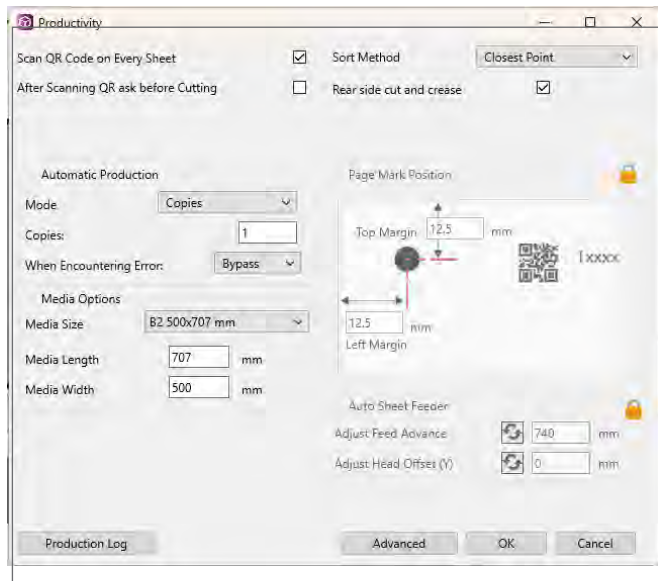 Productivity
Scan QR Code on Every Sheet
Sort Method Closest Point
After Scanning QR ask before Cutting
Rear side cut and crease
Automatic Production
Mode Copies
Copies: 1
When Encountering Error: Bypass
Media Options
Media Size B2 500x707 mm
Media Length 707 mm
Media Width 500 mm
Page Mark Position
Top Margin 12.5 mm
1xxxx
12.5 mm
Left Margin
Auto Sheet Feeder
Adjust Feed Advance 740 mm
Adjust Head Offset (Y) 0 mm
Production Log
Advanced OK Cancel